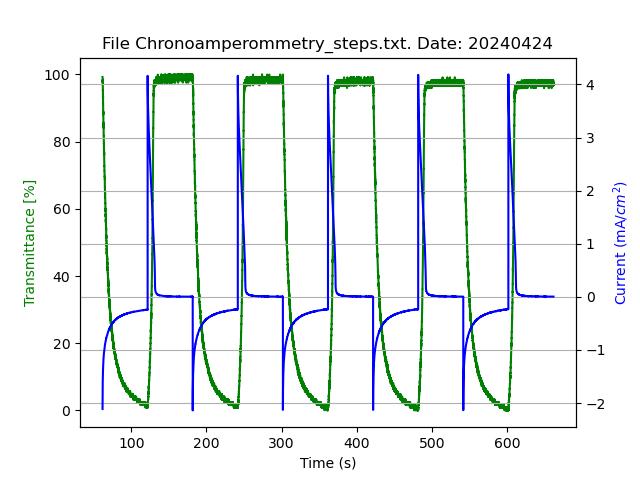 File Chronoamperommetry_steps.txt. Date: 20240424
Transmittance [%]
100
80
60
40
20
0
4
3
2
1
0
−1
−2
Current (mA/cm²)
100 200 300 400 500 600
Time (s)